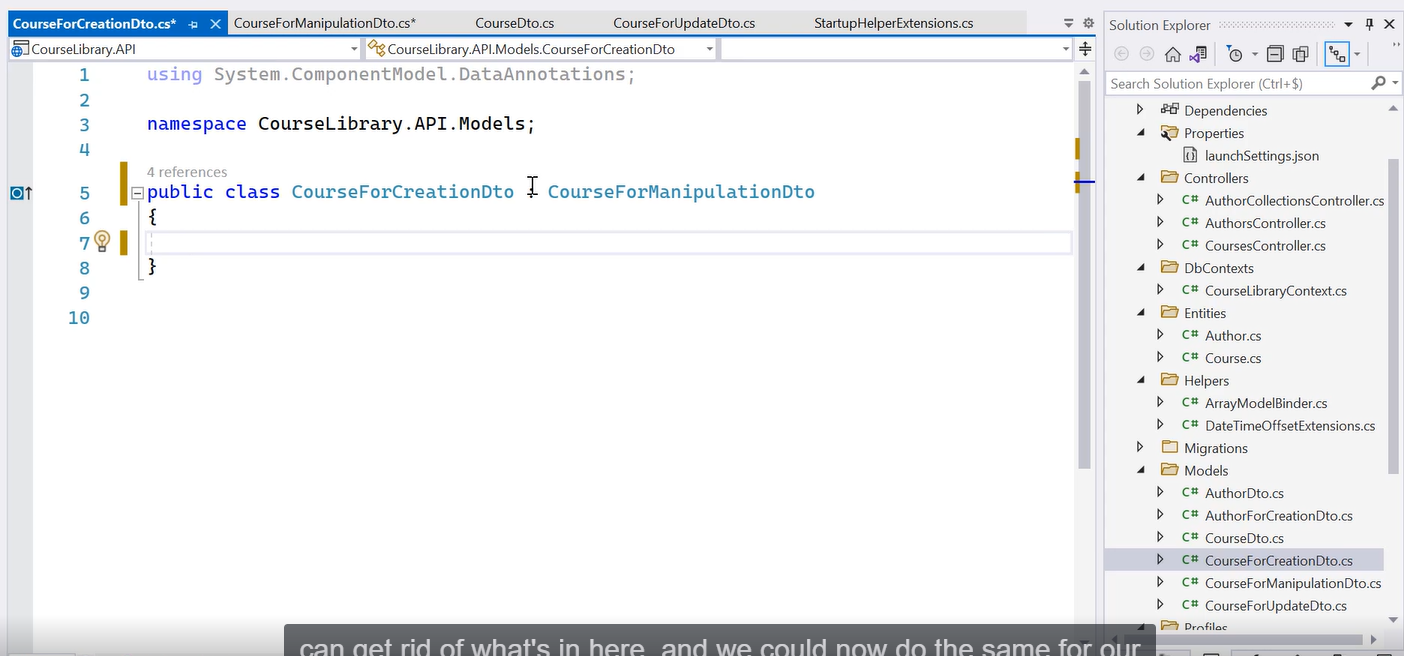 CourseForCreationDto.cs* CourseForManipulationDto.cs* CourseDto.cs CourseForUpdateDto.cs StartupHelperExtensions.cs
CourseLibrary.API CourseLibrary.API.Models.CourseForCreationDto
1 using System.ComponentModel.DataAnnotations;
2
3 namespace CourseLibrary.API.Models;
4
4 references
5 public class CourseForCreationDto : CourseForManipulationDto
6 {
7
8 }
9
10
Solution Explorer
Search Solution Explorer (Ctrl+$)
Dependencies
Properties
launchSettings.json
Controllers
C# AuthorCollectionsController.cs
C# AuthorsController.cs
C# CoursesController.cs
DbContexts
C# CourseLibraryContext.cs
Entities
C# Author.cs
C# Course.cs
Helpers
C# ArrayModelBinder.cs
C# DateTimeOffsetExtensions.cs
Migrations
Models
C# AuthorDto.cs
C# AuthorForCreationDto.cs
C# CourseDto.cs
C# CourseForCreationDto.cs
C# CourseForManipulationDto.cs
C# CourseForUpdateDto.cs
Profiles
can get rid of what's in here, and we could now do the same for our